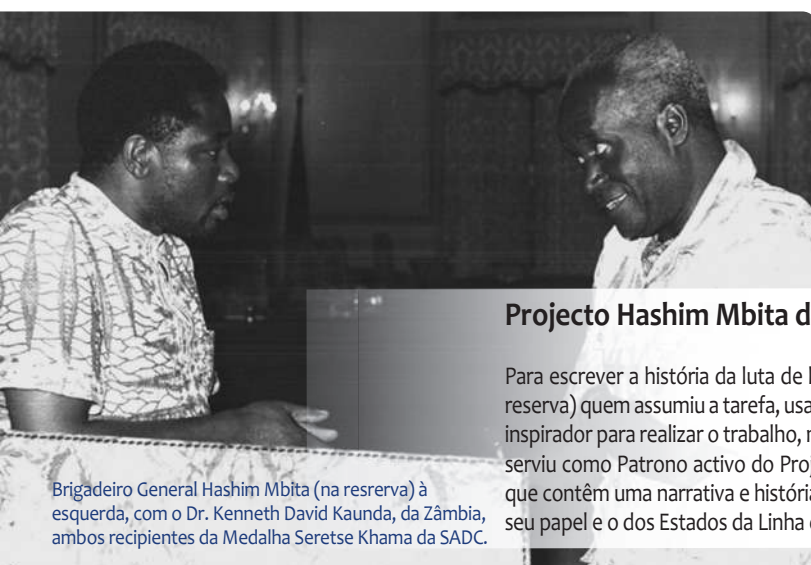 Projecto Hashim Mbita d
Para escrever a história da luta de
reserva) quem assumiu a tarefa, usa
inspirador para realizar o trabalho,
serviu como Patrono activo do Proj
que contêm uma narrativa e história
seu papel e o dos Estados da Linha
Brigadeiro General Hashim Mbita (na resrerva) à
esquerda, com o Dr. Kenneth David Kaunda, da Zâmbia,
ambos recipientes da Medalha Seretse Khama da SADC.